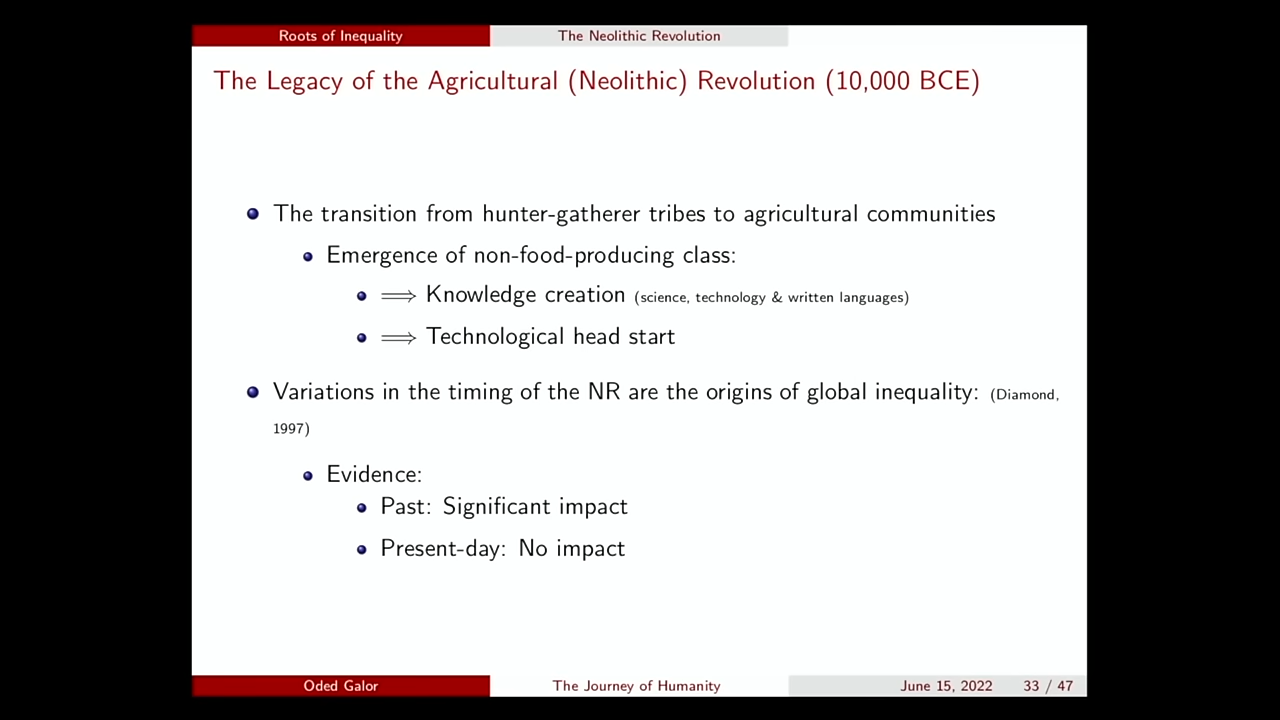 Roots of Inequality
The Neolithic Revolution
The Legacy of the Agricultural (Neolithic) Revolution (10,000 BCE)
The transition from hunter-gatherer tribes to agricultural communities
Emergence of non-food-producing class:
⟹ Knowledge creation (science, technology & written languages)
⟹ Technological head start
Variations in the timing of the NR are the origins of global inequality: (Diamond,
1997)
Evidence:
Past: Significant impact
Present-day: No impact
Oded Galor
The Journey of Humanity
June 15, 2022 33 / 47